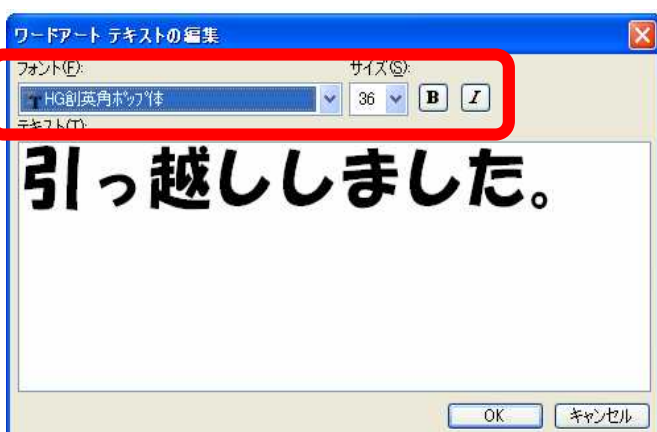 ワードアート テキストの編集
フォント(F):
サイズ(S):
HG創英角ポップ体
36
B
I
テキスト(T):
引っ越ししました。
OK
キャンセル